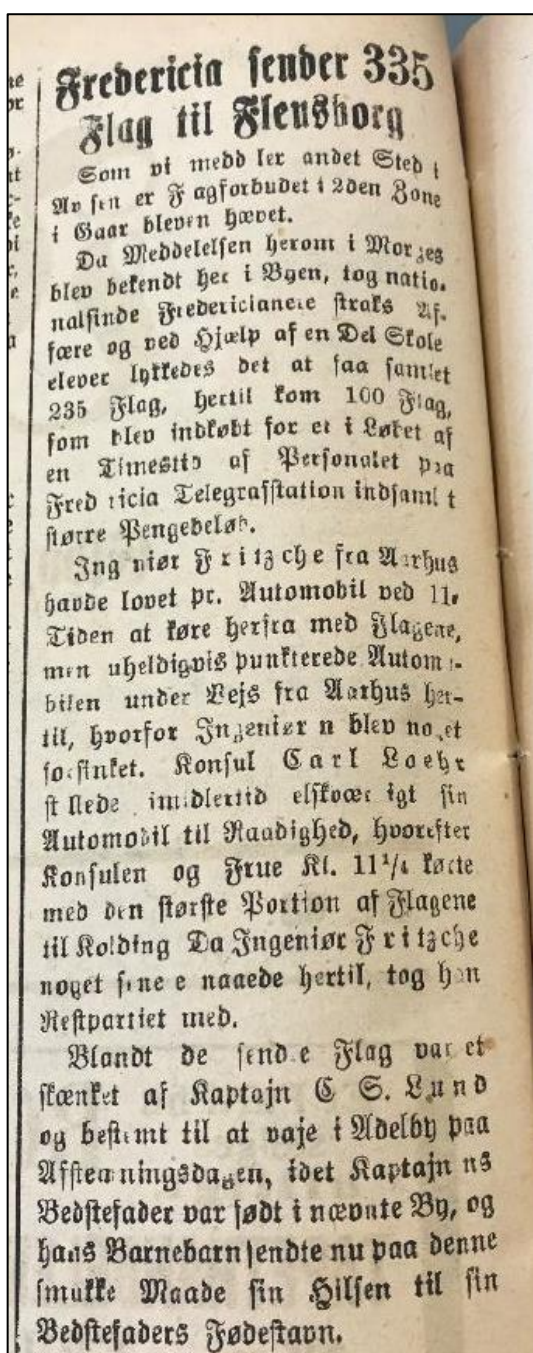 Fredericia sender 335
Flag til Flensborg
Som vi medd ler andet Sted i
Av sen er F agforbudet i 2den Zone
i Gaar bleven hævet.
Da Meddelelsen herom i Morges
blev bekendt her i Byen, tog natio-
nalsinde Fredericianere straks Af-
fære og ved Hjælp af en Del Skole
elever lykkedes det at faa samlet
235 Flag, hertil kom 100 Flag,
som blev indkøbt for et i Løbet af
en Timestid af Personalet paa
Fred ricia Telegrafstation indsaml t
større Pengebeløb.
Ing niør Fritzche fra Aarhus
havde lovet pr. Automobil ved 11-
Tiden at køre herfra med Flagene,
men uheldigvis punkterede Automo-
bilen under Vejs fra Aarhus her-
til, hvorfor Ingeniør n blev noget
forsinket. Konsul Carl Loehr
st llede imidlertid elskværdigt sin
Automobil til Raadighed, hvorefter
Konsulen og Frue Kl. 11¼ kørte
med den største Portion af Flagene
til Kolding Da Ingeniør Fritzche
noget sene e naaede hertil, tog han
Restpartiet med.
Blandt de send e Flag var et
skænket af Kaptajn C S. Lund
og bestemt til at vaje i Adelby paa
Afstemningsdagen, idet Kaptajn ns
Bedstefader var født i nævnte By, og
hans Barnebarn sendte nu paa denne
smukke Maade sin Hilsen til sin
Bedstefaders Fødestavn.